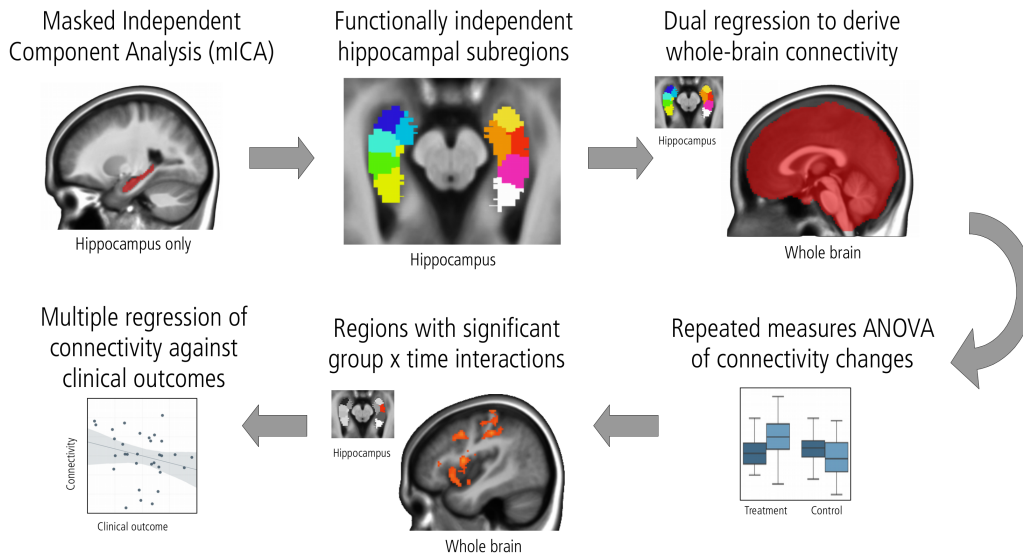 Masked Independent
Component Analysis (mICA)
Hippocampus only
Functionally independent
hippocampal subregions
Hippocampus
Dual regression to derive
whole-brain connectivity
Hippocampus
Whole brain
Repeated measures ANOVA
of connectivity changes
Treatment
Control
Regions with significant
group x time interactions
Hippocampus
Whole brain
Multiple regression of
connectivity against
clinical outcomes
Connectivity
Clinical outcome